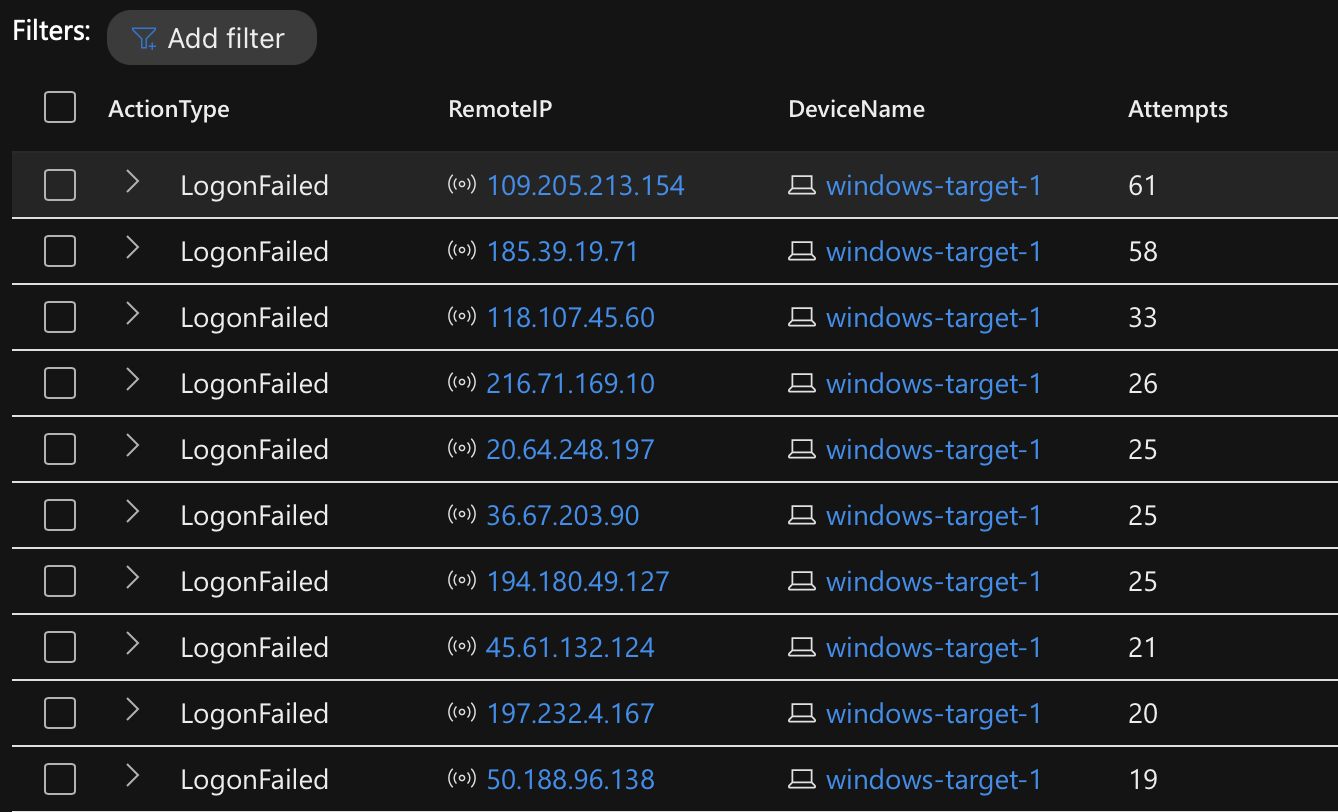 Filters: Add filter
ActionType RemoteIP DeviceName Attempts
LogonFailed 109.205.213.154 windows-target-1 61
LogonFailed 185.39.19.71 windows-target-1 58
LogonFailed 118.107.45.60 windows-target-1 33
LogonFailed 216.71.169.10 windows-target-1 26
LogonFailed 20.64.248.197 windows-target-1 25
LogonFailed 36.67.203.90 windows-target-1 25
LogonFailed 194.180.49.127 windows-target-1 25
LogonFailed 45.61.132.124 windows-target-1 21
LogonFailed 197.232.4.167 windows-target-1 20
LogonFailed 50.188.96.138 windows-target-1 19